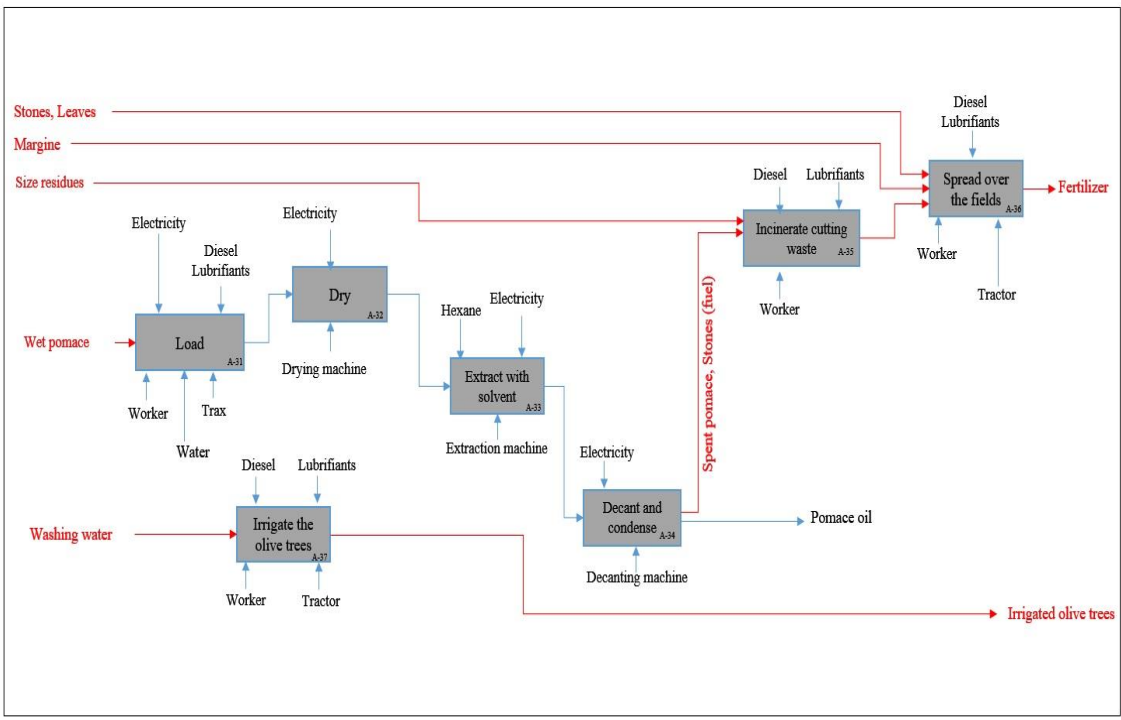 Diesel
Lubrifiants
Stones, Leaves
Margine
Size residues
Diesel
Lubrifiants
Spread over
the fields
A-36
Fertilizer
Electricity
Electricity
Diesel
Lubrifiants
Incinerate cutting
waste
A-35
Worker
Tractor
Worker
Dry
A-32
Hexane
Electricity
Wet pomace
Load
A-31
Drying machine
Extract with
solvent
A-33
Spent pomace, Stones (fuel)
Worker
Trax
Water
Extraction machine
Electricity
Diesel
Lubrifiants
Decant and
condense
A-34
Pomace oil
Washing water
Irrigate the
olive trees
A-37
Decanting machine
Worker
Tractor
Irrigated olive trees